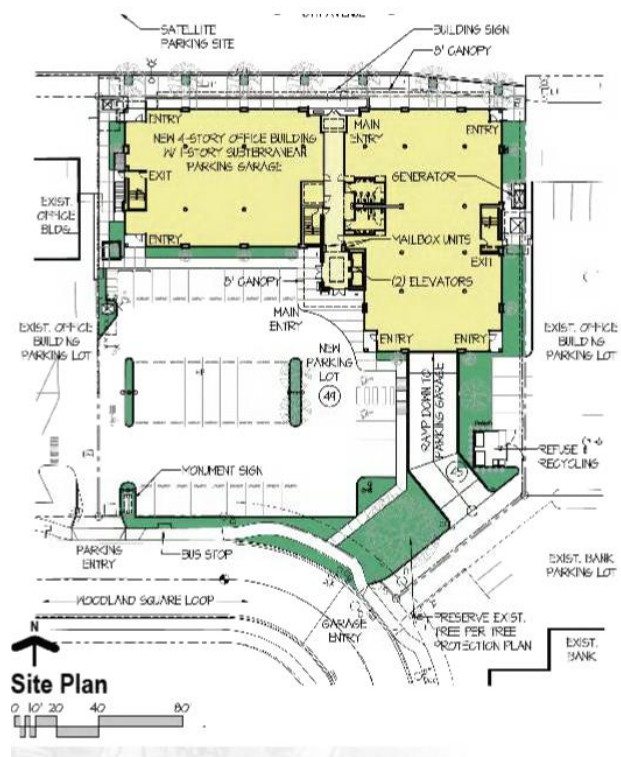 SATELLITE
PARKING SITE
BUILDING SIGN
8' CANOPY
ENTRY
MAIN
ENTRY
ENTRY
NEW 4-STORY OFFICE BUILDING
W/ 1-STORY SUBTERRANEAN
PARKING GARAGE
EXIT
GENERATOR
EXIST.
OFFICE
BLDG.
ENTRY
MAILBOX UNITS
EXIT
8' CANOPY
(2) ELEVATORS
MAIN
ENTRY
EXIST. OFFICE
BUILDING
PARKING LOT
ENTRY
ENTRY
EXIST. OFFICE
BUILDING
PARKING LOT
NEW
PARKING
LOT
49
RAMP DOWN TO
PARKING GARAGE
45
REFUSE
RECYCLING
MONUMENT SIGN
PARKING
ENTRY
BUS STOP
EXIST. BANK
PARKING LOT
WOODLAND SQUARE LOOP
GARAGE
ENTRY
PRESERVE EXIST.
TREE PER TREE
PROTECTION PLAN
EXIST.
BANK
N
Site Plan
0 10' 20 40 80'